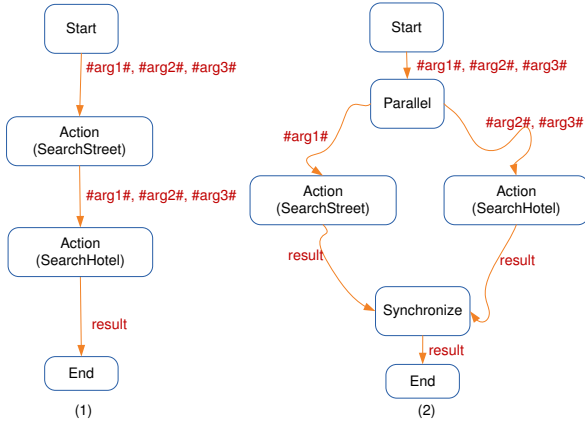 Start
#arg1#, #arg2#, #arg3#
Action
(SearchStreet)
#arg1#, #arg2#, #arg3#
Action
(SearchHotel)
result
End
(1)
Start
#arg1#, #arg2#, #arg3#
Parallel
#arg1#
#arg2#, #arg3#
Action
(SearchStreet)
Action
(SearchHotel)
result
result
Synchronize
result
End
(2)